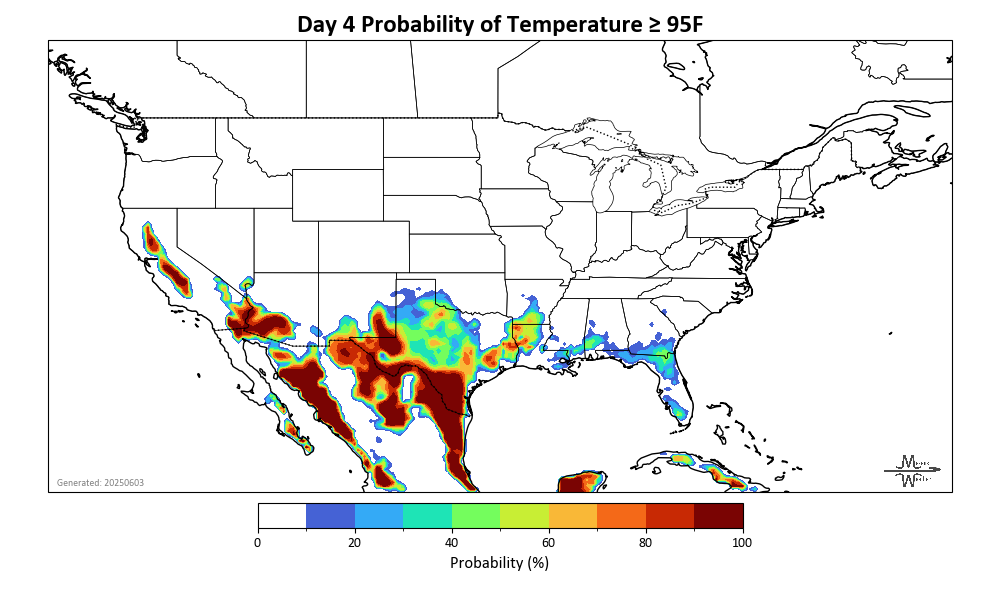 Day 4 Probability of Temperature ≥ 95F
Generated: 20250603
0 20 40 60 80 100
Probability (%)